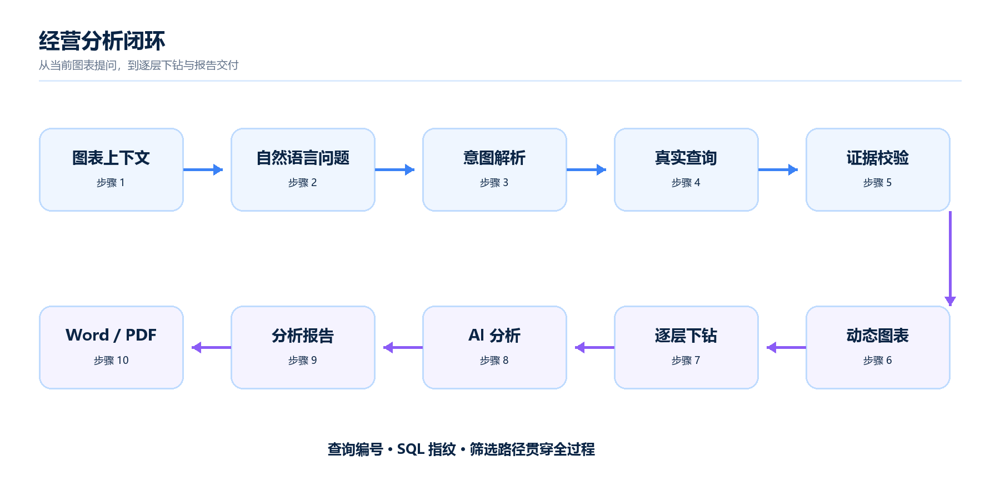 经营分析闭环
从当前图表提问，到逐层下钻与报告交付
图表上下文
步骤 1
自然语言问题
步骤 2
意图解析
步骤 3
真实查询
步骤 4
证据校验
步骤 5
动态图表
步骤 6
逐层下钻
步骤 7
AI 分析
步骤 8
分析报告
步骤 9
Word / PDF
步骤 10
查询编号 • SQL 指纹 • 筛选路径贯穿全过程